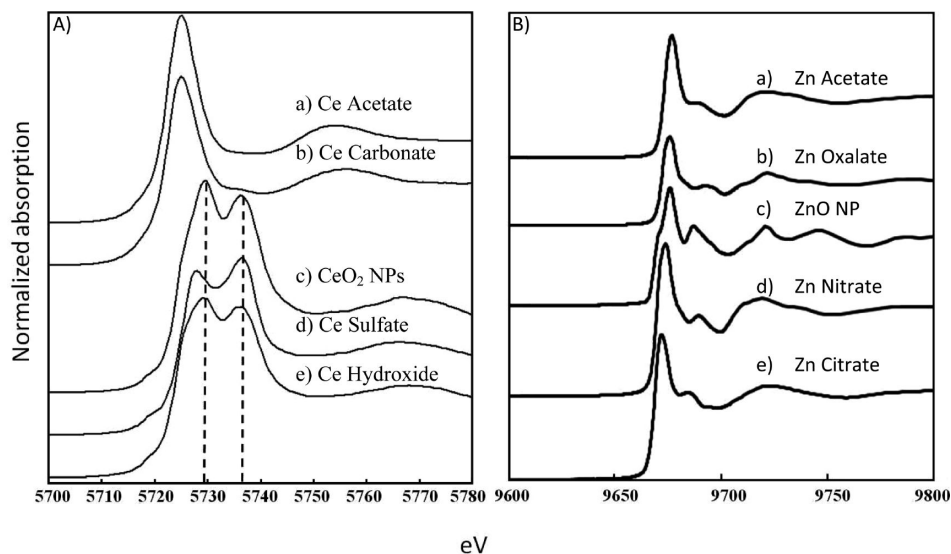 A)
a) Ce Acetate
b) Ce Carbonate
c) CeO₂ NPs
d) Ce Sulfate
e) Ce Hydroxide
5700 5710 5720 5730 5740 5750 5760 5770 5780
Normalized absorption
B)
a) Zn Acetate
b) Zn Oxalate
c) ZnO NP
d) Zn Nitrate
e) Zn Citrate
9600 9650 9700 9750 9800
eV